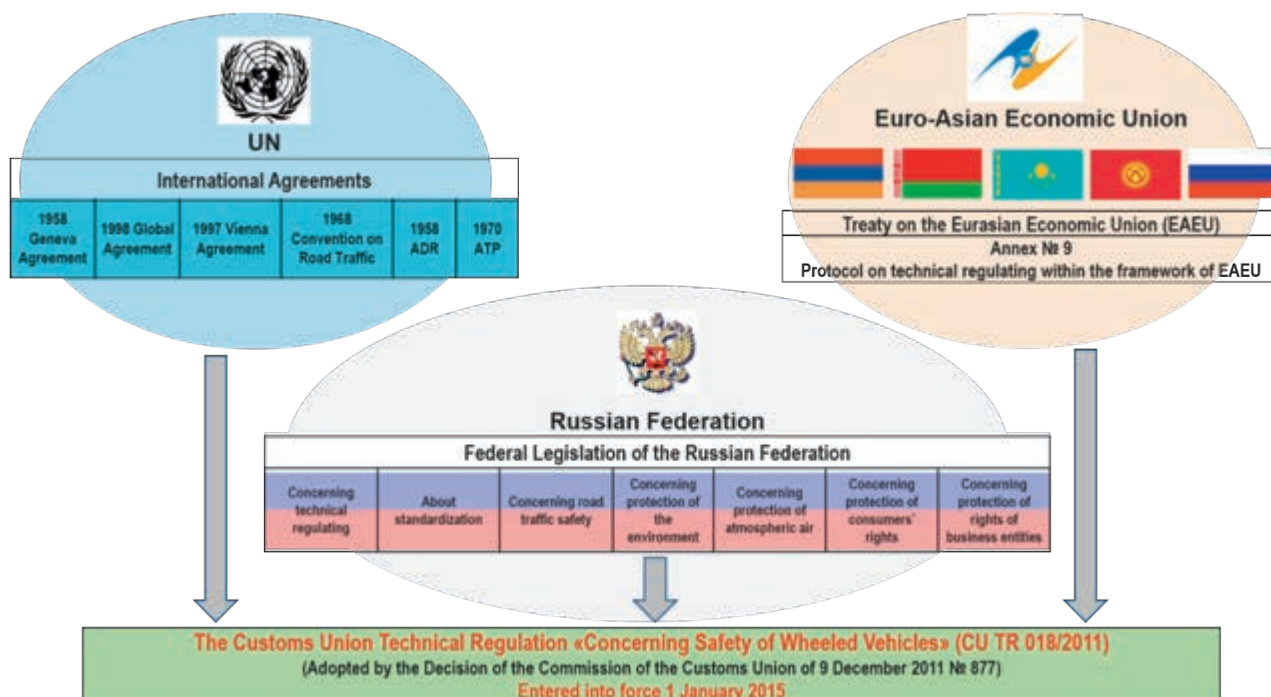 UN
International Agreements
1958
Geneva
Agreement
1998 Global
Agreement
1997 Vienna
Agreement
1968
Convention on
Road Traffic
1958
ADR
1970
ATP
Euro-Asian Economic Union
Treaty on the Eurasian Economic Union (EAEU)
Annex № 9
Protocol on technical regulating within the framework of EAEU
Russian Federation
Federal Legislation of the Russian Federation
Concerning
technical
regulating
About
standardization
Concerning road
traffic safety
Concerning
protection of
the
environment
Concerning
protection of
atmospheric air
Concerning
protection of
consumers'
rights
Concerning
protection of
rights of
business entities
The Customs Union Technical Regulation «Concerning Safety of Wheeled Vehicles» (CU TR 018/2011)
(Adopted by the Decision of the Commission of the Customs Union of 9 December 2011 № 877)
Entered into force 1 January 2015